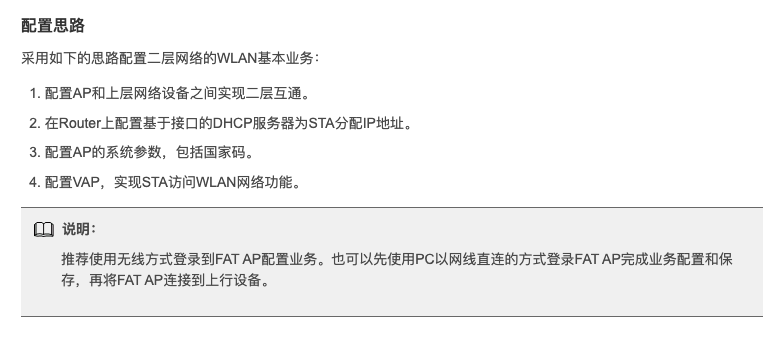 配置思路
采用如下的思路配置二层网络的WLAN基本业务：
1. 配置AP和上层网络设备之间实现二层互通。
2. 在Router上配置基于接口的DHCP服务器为STA分配IP地址。
3. 配置AP的系统参数，包括国家码。
4. 配置VAP，实现STA访问WLAN网络功能。
说明：
推荐使用无线方式登录到FAT AP配置业务。也可以先使用PC以网线直连的方式登录FAT AP完成业务配置和保
存，再将FAT AP连接到上行设备。